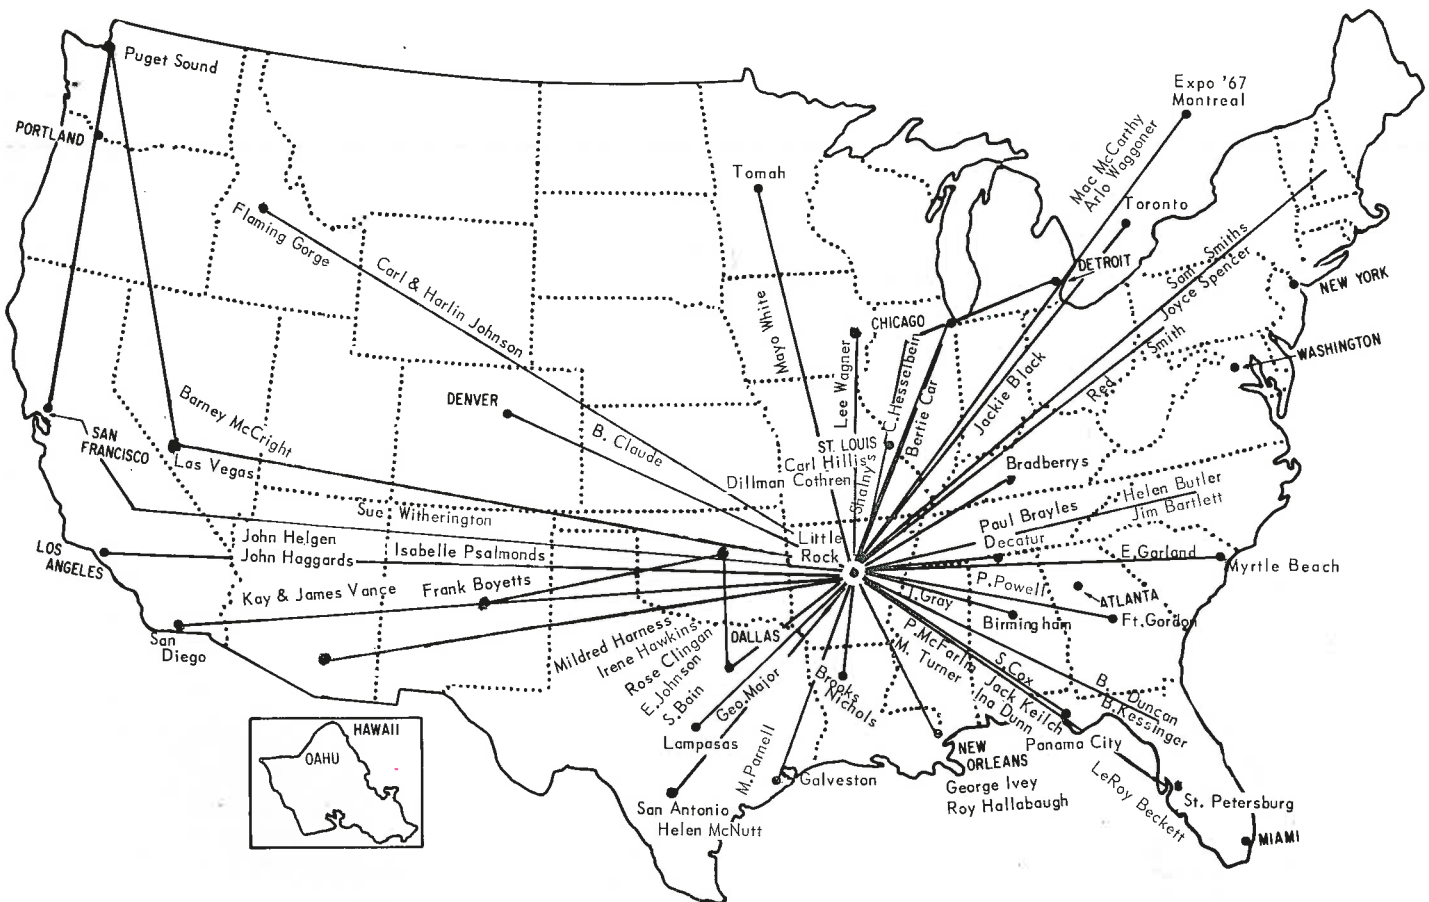 Puget Sound
PORTLAND
Expo '67
Montreal
Mac McCarthy
Arlo Waggoner
Tomah
Toronto
Flaming Gorge
Carl & Harlin Johnson
DETROIT
Sam Smiths
Joyce Spencer
NEW YORK
Mayo White
CHICAGO
Lee Wagner
C. Hesselbein
Bertie Car
Jackie Black
Red Smith
WASHINGTON
DENVER
Barney McCright
B. Claude
SAN
FRANCISCO
Las Vegas
ST. LOUIS
Carl Hillis
Dillman Cothren
Shalny's
Bradberrys
Helen Butler
Jim Bartlett
Sue Witherington
Paul Brayles
Decatur
Little
Rock
John Helgen
John Haggards
Isabelle Psalmonds
LOS
ANGELES
E.Garland
Myrtle Beach
Kay & James Vance
Frank Boyetts
P.Powell
ATLANTA
T.Gray
Birmingham
Ft.Gordon
San
Diego
Mildred Harness
Irene Hawkins
Rose Clingan
E.Johnson
S.Bain
DALLAS
Geo.Major
P.McFarlin
M. Turner
S.Cox
Jack Keilch
Ina Dunn
B. Duncan
B.Kessinger
Brooks
Nichols
Lampasas
M.Parnell
Galveston
NEW
ORLEANS
George Ivey
Roy Hallabaugh
Panama City
LeRoy Beckett
St. Petersburg
MIAMI
San Antonio
Helen McNutt
HAWAII
OAHU